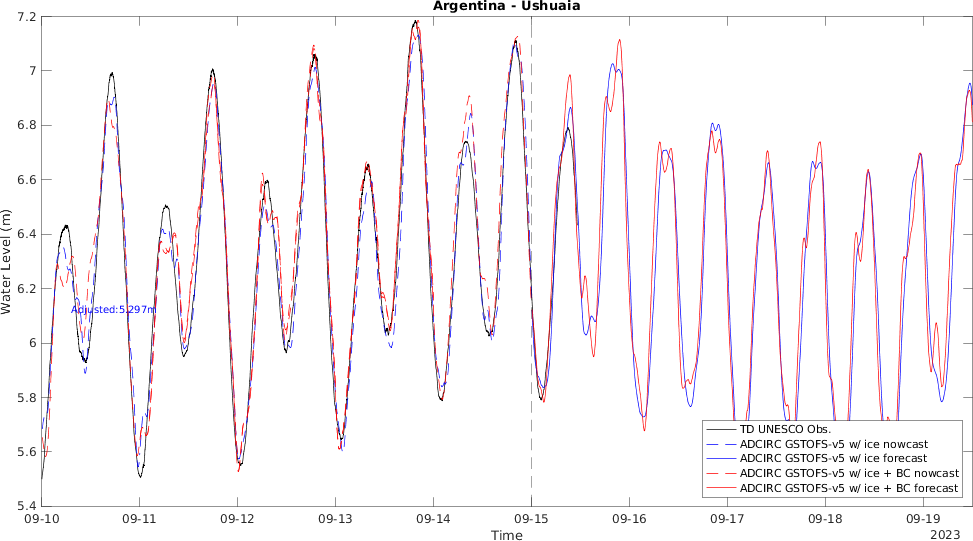 Argentina - Ushuaia
7.2
7
6.8
6.6
6.4
6.2
6
5.8
5.6
5.4
Water Level (m)
Adjusted:5.297m
TD UNESCO Obs.
ADCIRC GSTOFS-v5 w/ ice nowcast
ADCIRC GSTOFS-v5 w/ ice forecast
ADCIRC GSTOFS-v5 w/ ice + BC nowcast
ADCIRC GSTOFS-v5 w/ ice + BC forecast
09-10 09-11 09-12 09-13 09-14 09-15 09-16 09-17 09-18 09-19
Time
2023